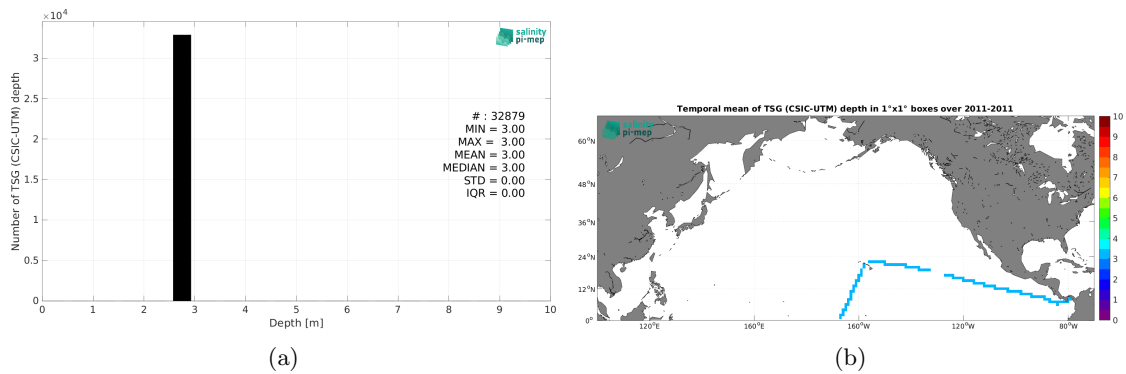 ×10⁴
3
2.5
2
1.5
1
0.5
0
Number of TSG (CSIC-UTM) depth
salinity
pi-mep
# : 32879
MIN = 3.00
MAX = 3.00
MEAN = 3.00
MEDIAN = 3.00
STD = 0.00
IQR = 0.00
0 1 2 3 4 5 6 7 8 9 10
Depth [m]
(a)
Temporal mean of TSG (CSIC-UTM) depth in 1°x1° boxes over 2011-2011
salinity
pi-mep
60°N
48°N
36°N
24°N
12°N
0°
120°E 160°E 160°W 120°W 80°W
10
9
8
7
6
5
4
3
2
1
0
(b)